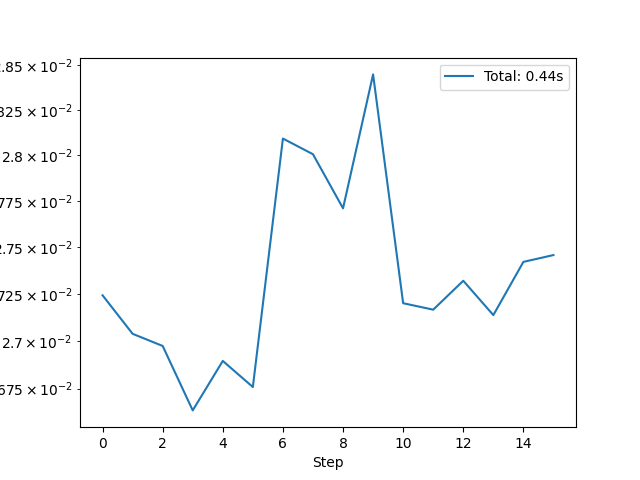 Total: 0.44s
2.85 × 10⁻²
825 × 10⁻²
2.8 × 10⁻²
775 × 10⁻²
2.75 × 10⁻²
725 × 10⁻²
2.7 × 10⁻²
675 × 10⁻²
0 2 4 6 8 10 12 14
Step